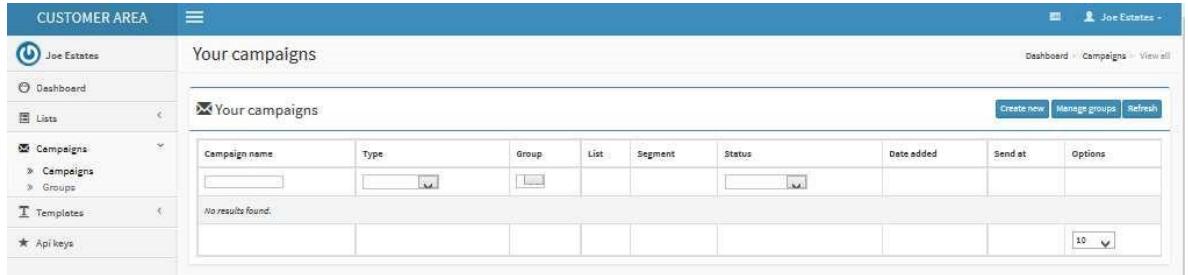 CUSTOMER AREA
Joe Estates
Joe Estates
Your campaigns
Dashboard Campaigns View all
Dashboard
Lists
Campaigns
Campaigns
Groups
Templates
Api keys
Your campaigns
Create new Manage groups Refresh
Campaign name Type Group List Segment Status Date added Send at Options
No results found.
10